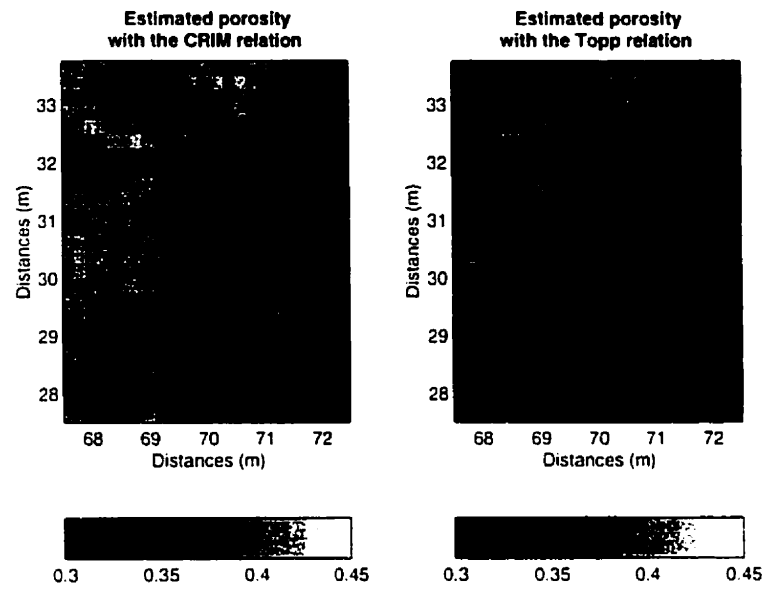 Estimated porosity
with the CRIM relation
33
32
31
30
29
28
Distances (m)
68 69 70 71 72
Distances (m)
0.3 0.35 0.4 0.45
Estimated porosity
with the Topp relation
33
32
31
30
29
28
Distances (m)
68 69 70 71 72
Distances (m)
0.3 0.35 0.4 0.45